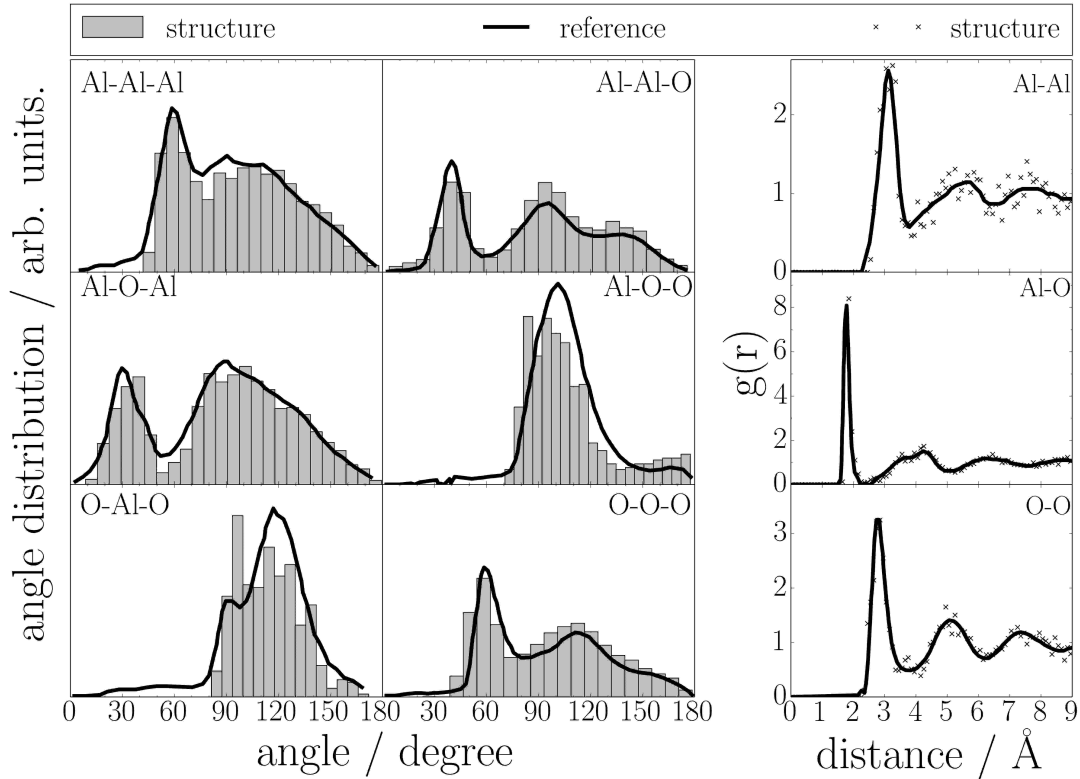 structure reference structure
Al-Al-Al Al-Al-O Al-Al
Al-O-Al Al-O-O Al-O
O-Al-O O-O-O O-O
angle distribution / arb. units.
g(r)
2
1
0
8
6
4
2
0
3
2
1
0
0 30 60 90 120 150 180 30 60 90 120 150 180
0 1 2 3 4 5 6 7 8 9
angle / degree
distance / Å